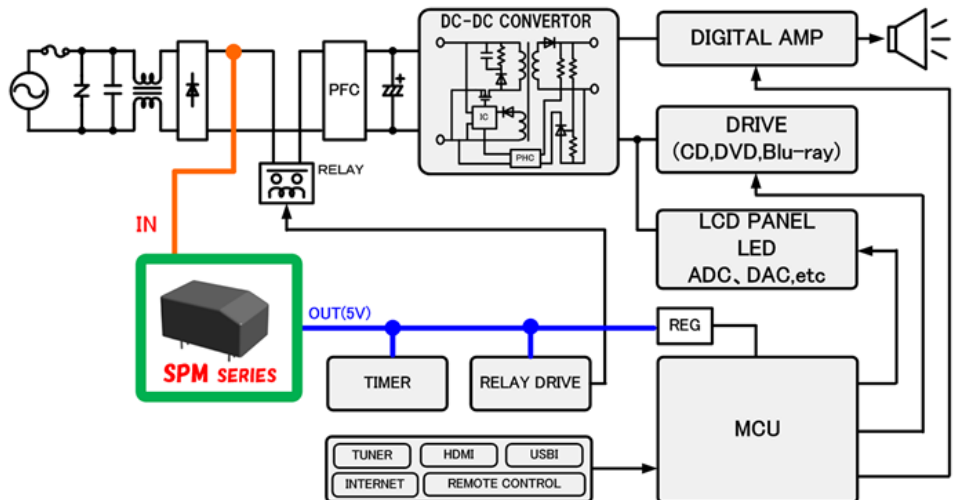 DC-DC CONVERTOR
IC
PHC
PFC
RELAY
DIGITAL AMP
DRIVE
(CD,DVD,Blu-ray)
LCD PANEL
LED
ADC、DAC,etc
IN
SPM SERIES
OUT(5V)
TIMER
RELAY DRIVE
REG
MCU
TUNER
HDMI
USBI
INTERNET
REMOTE CONTROL